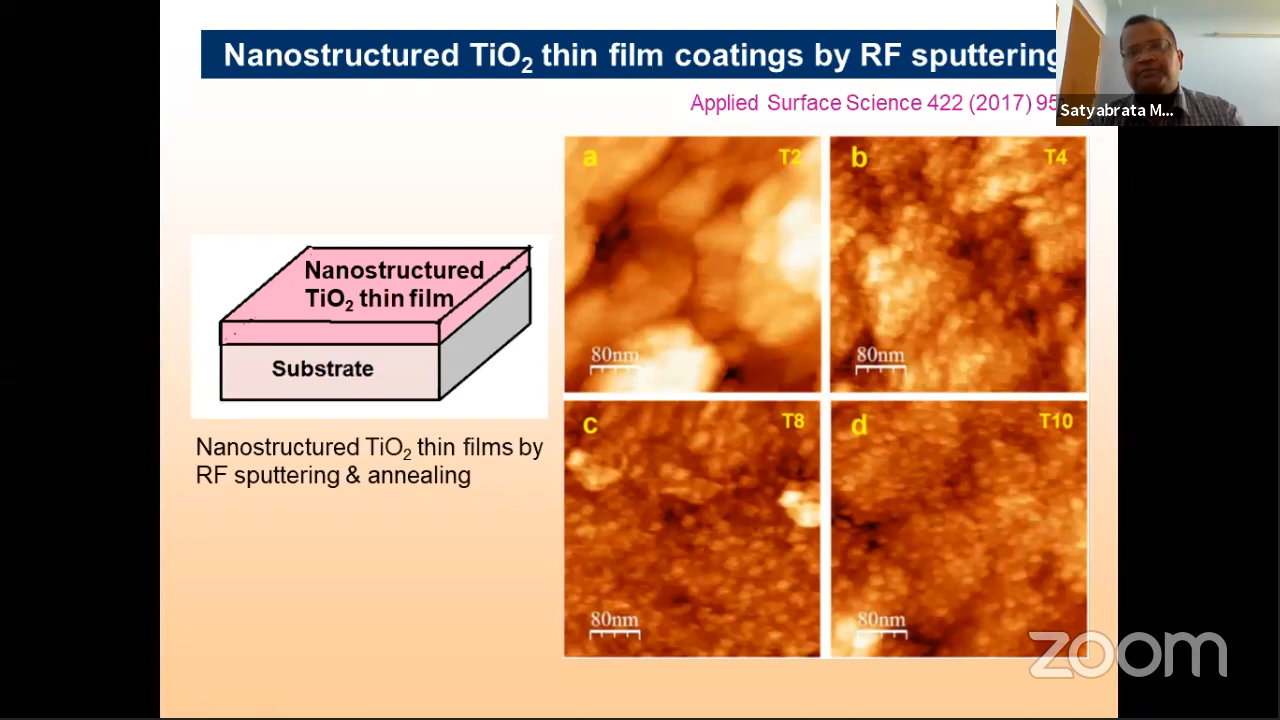 Nanostructured TiO₂ thin film coatings by RF sputtering
Applied Surface Science 422 (2017) 95
Satyabrata M...
a
T2
b
T4
80nm
80nm
Nanostructured
TiO₂ thin film
Substrate
Nanostructured TiO₂ thin films by
RF sputtering & annealing
c
T8
d
T10
80nm
80nm
zoom